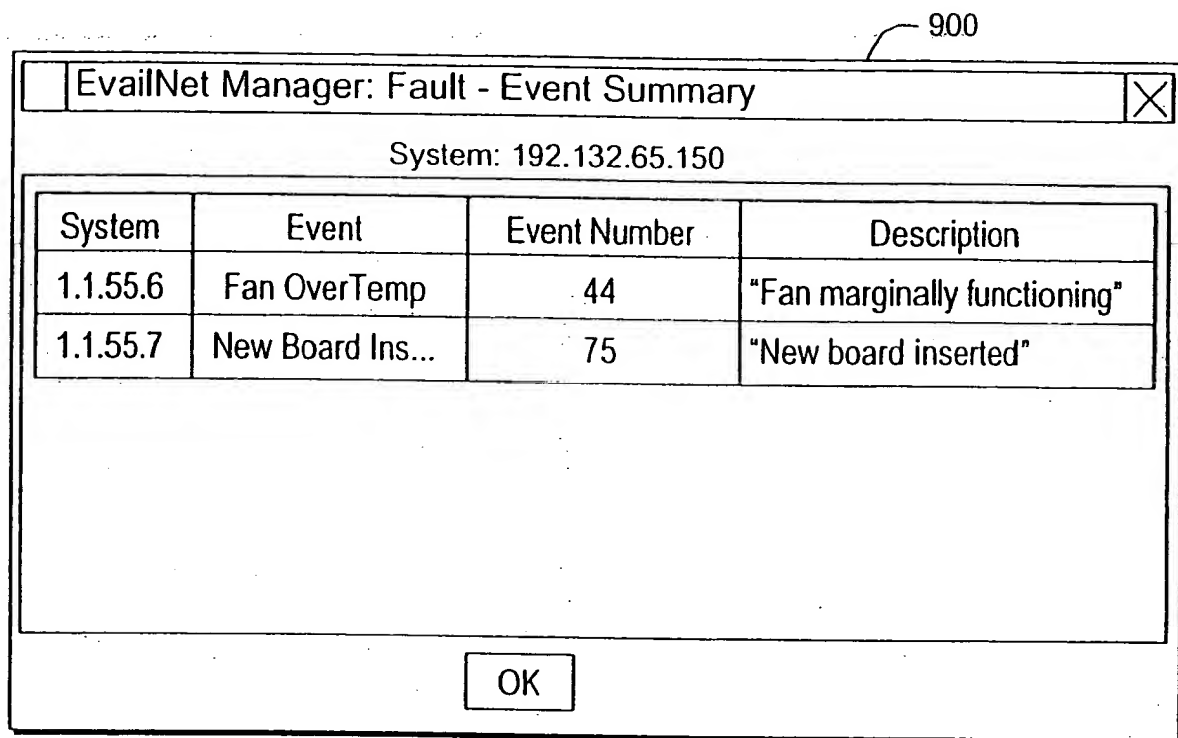 900
EvailNet Manager: Fault - Event Summary
System: 192.132.65.150
System Event Event Number Description
1.1.55.6 Fan OverTemp 44 "Fan marginally functioning"
1.1.55.7 New Board Ins... 75 "New board inserted"
OK